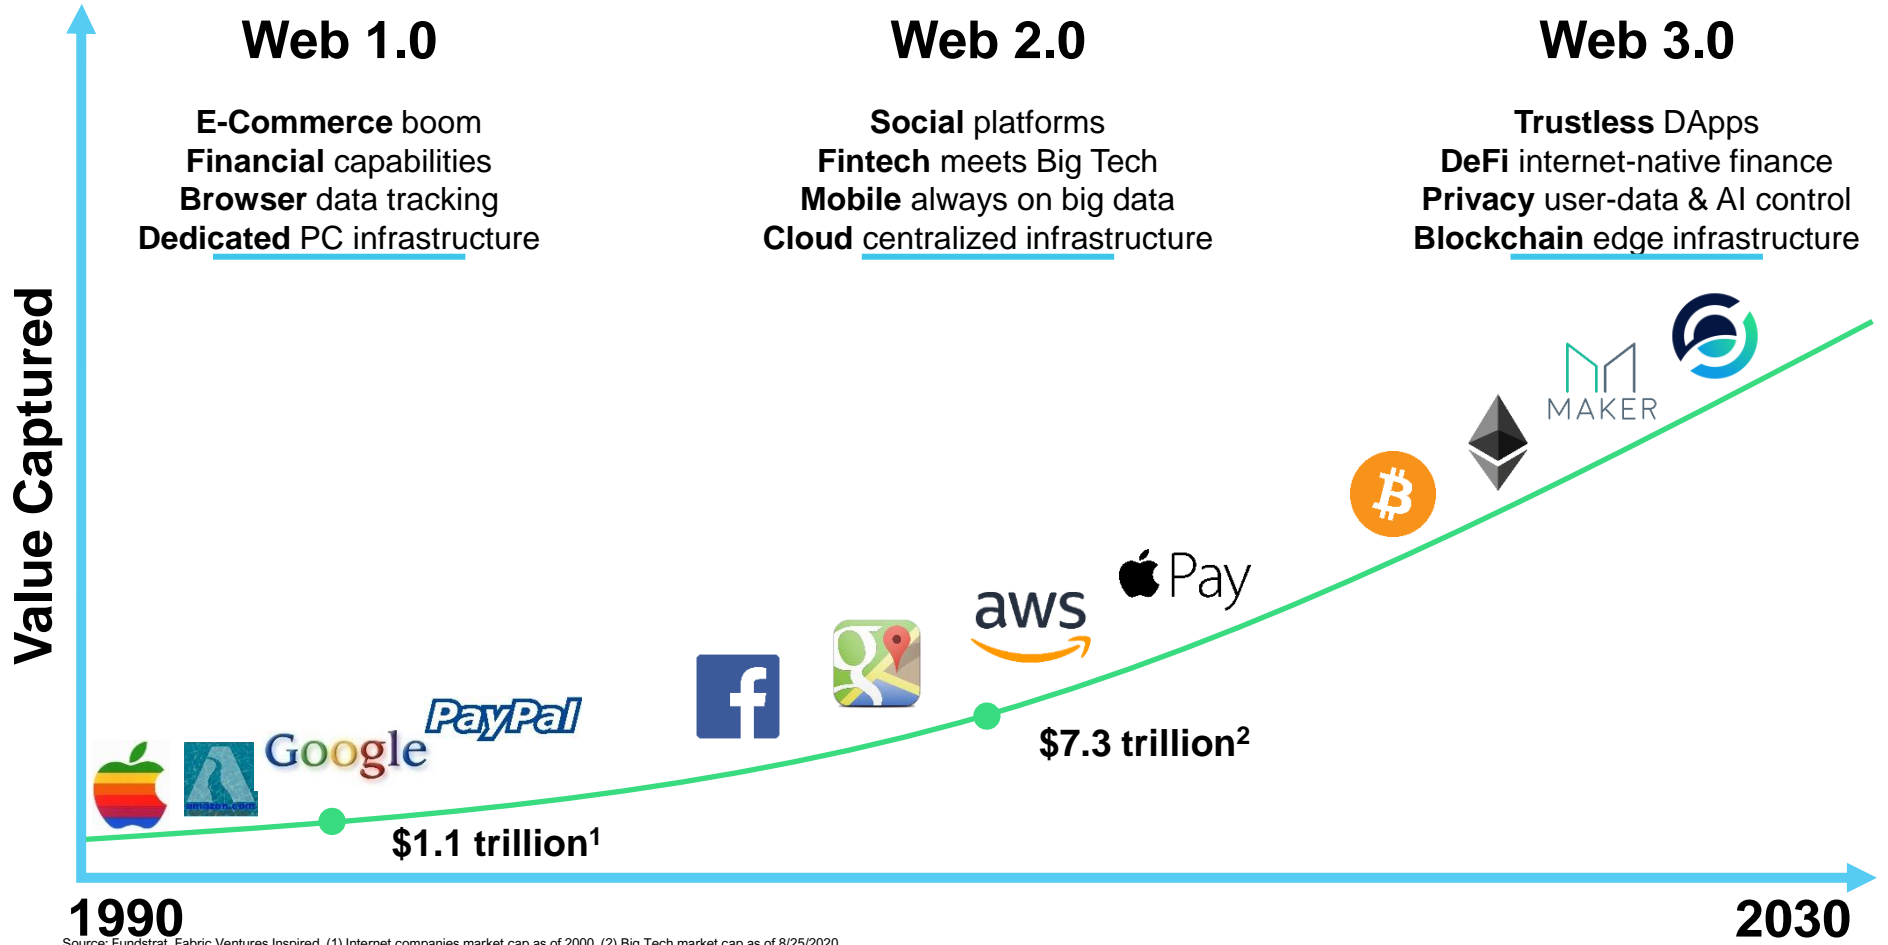 Web 1.0
E-Commerce boom
Financial capabilities
Browser data tracking
Dedicated PC infrastructure
Web 2.0
Social platforms
Fintech meets Big Tech
Mobile always on big data
Cloud centralized infrastructure
Web 3.0
Trustless DApps
DeFi internet-native finance
Privacy user-data & AI control
Blockchain edge infrastructure
Value Captured
MAKER
Pay
aws
f
g
PayPal
Google
amazon.com
$7.3 trillion²
$1.1 trillion¹
1990
2030
Source: Fundstrat, Fabric Ventures Inspired, (1) Internet companies market cap as of 2000, (2) Big Tech market cap as of 8/25/2020